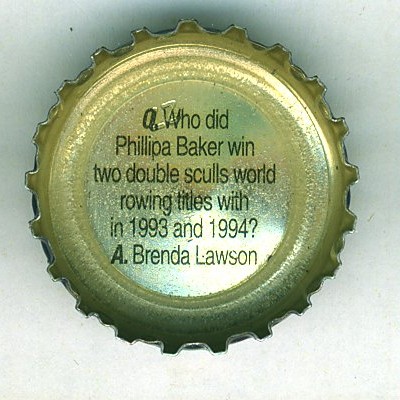 Q. Who did
Phillipa Baker win
two double sculls world
rowing titles with
in 1993 and 1994?
A. Brenda Lawson